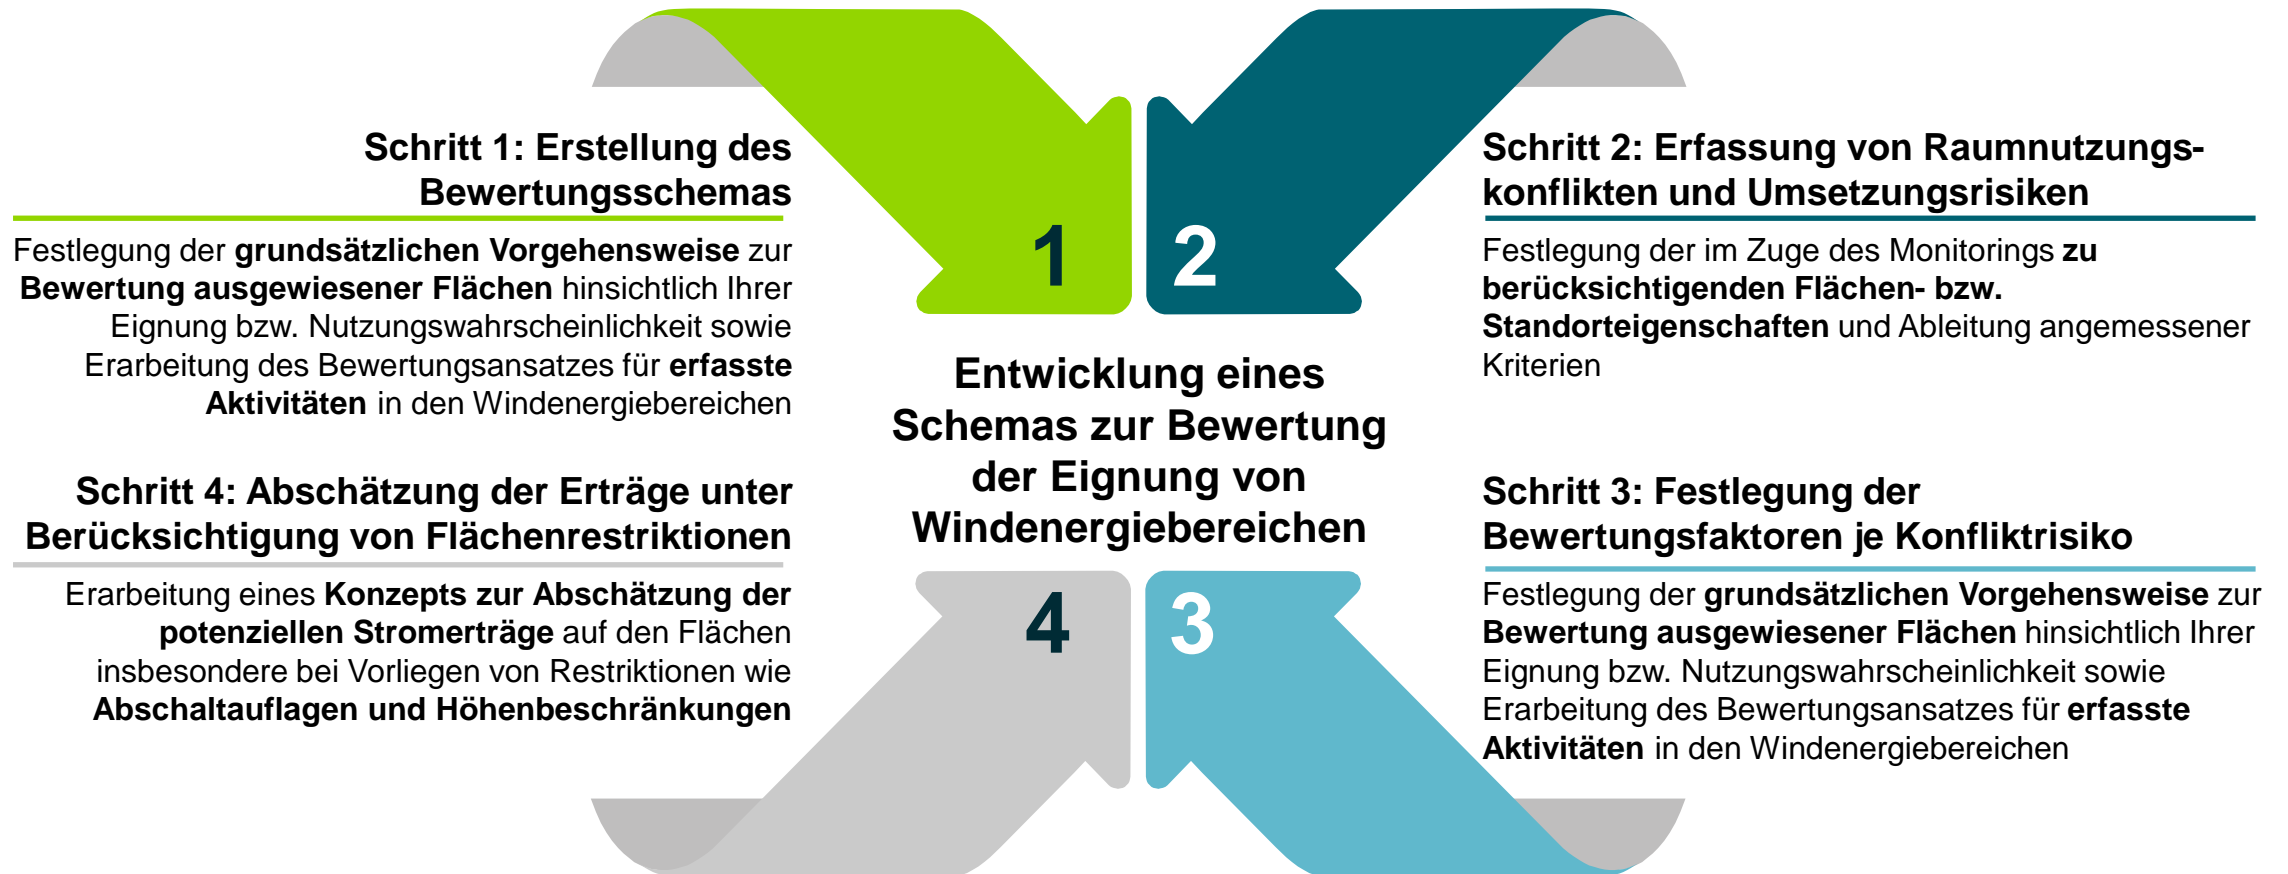 Schritt 1: Erstellung des
Bewertungsschemas
Festlegung der grundsätzlichen Vorgehensweise zur
Bewertung ausgewiesener Flächen hinsichtlich Ihrer
Eignung bzw. Nutzungswahrscheinlichkeit sowie
Erarbeitung des Bewertungsansatzes für erfasste
Aktivitäten in den Windenergiebereichen
1
2
Schritt 2: Erfassung von Raumnutzungs-
konflikten und Umsetzungsrisiken
Festlegung der im Zuge des Monitorings zu
berücksichtigenden Flächen- bzw.
Standorteigenschaften und Ableitung angemessener
Kriterien
Entwicklung eines
Schemas zur Bewertung
der Eignung von
Windenergiebereichen
Schritt 4: Abschätzung der Erträge unter
Berücksichtigung von Flächenrestriktionen
Erarbeitung eines Konzepts zur Abschätzung der
potenziellen Stromerträge auf den Flächen
insbesondere bei Vorliegen von Restriktionen wie
Abschaltauflagen und Höhenbeschränkungen
4
3
Schritt 3: Festlegung der
Bewertungsfaktoren je Konfliktrisiko
Festlegung der grundsätzlichen Vorgehensweise zur
Bewertung ausgewiesener Flächen hinsichtlich Ihrer
Eignung bzw. Nutzungswahrscheinlichkeit sowie
Erarbeitung des Bewertungsansatzes für erfasste
Aktivitäten in den Windenergiebereichen